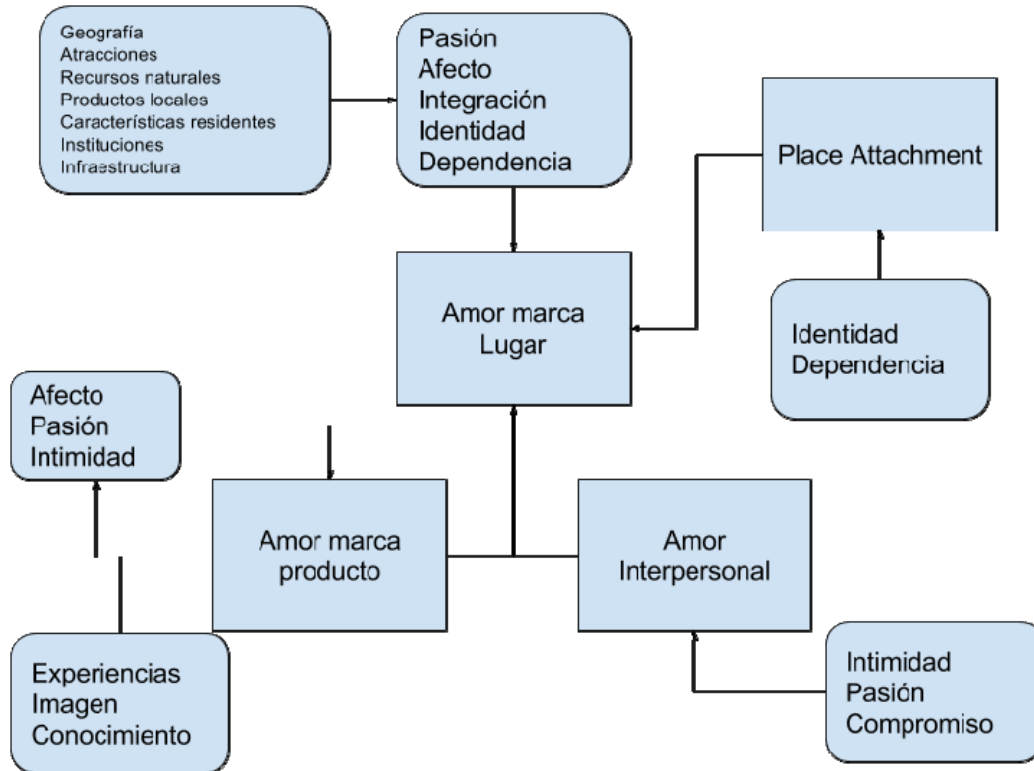 Geografía
Atracciones
Recursos naturales
Productos locales
Características residentes
Instituciones
Infraestructura
Pasión
Afecto
Integración
Identidad
Dependencia
Place Attachment
Amor marca
Lugar
Identidad
Dependencia
Afecto
Pasión
Intimidad
Amor marca
producto
Amor
Interpersonal
Experiencias
Imagen
Conocimiento
Intimidad
Pasión
Compromiso